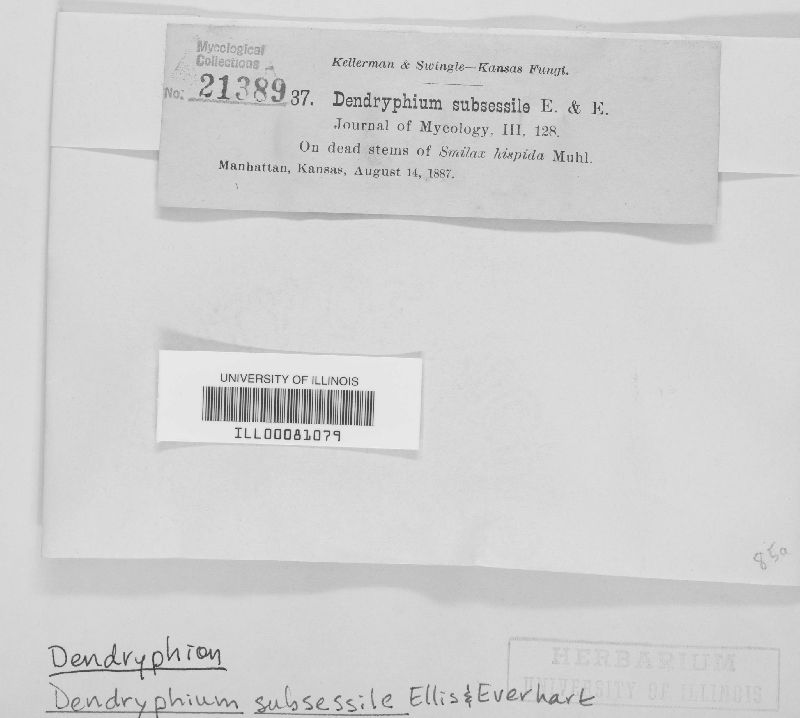 Mycological
Collections
No. 21389
Kellerman & Swingle—Kansas Fungi.
37. Dendryphium subsessile E. & E.
Journal of Mycology, III, 128.
On dead stems of Smilax hispida Muhl.
Manhattan, Kansas, August 14, 1887.
UNIVERSITY OF ILLINOIS
ILL00081079
Dendryphion
HERBARIUM
UNIVERSITY OF ILLINOIS
Dendryphium subsessile Ellis & Everhart